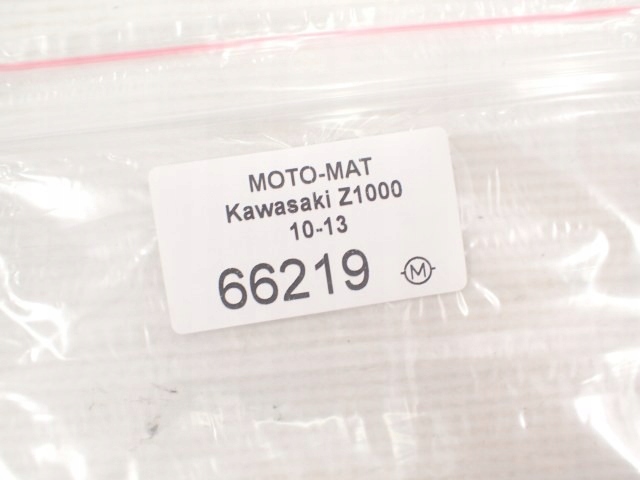 MOTO-MAT
Kawasaki Z1000
10-13
66219 M